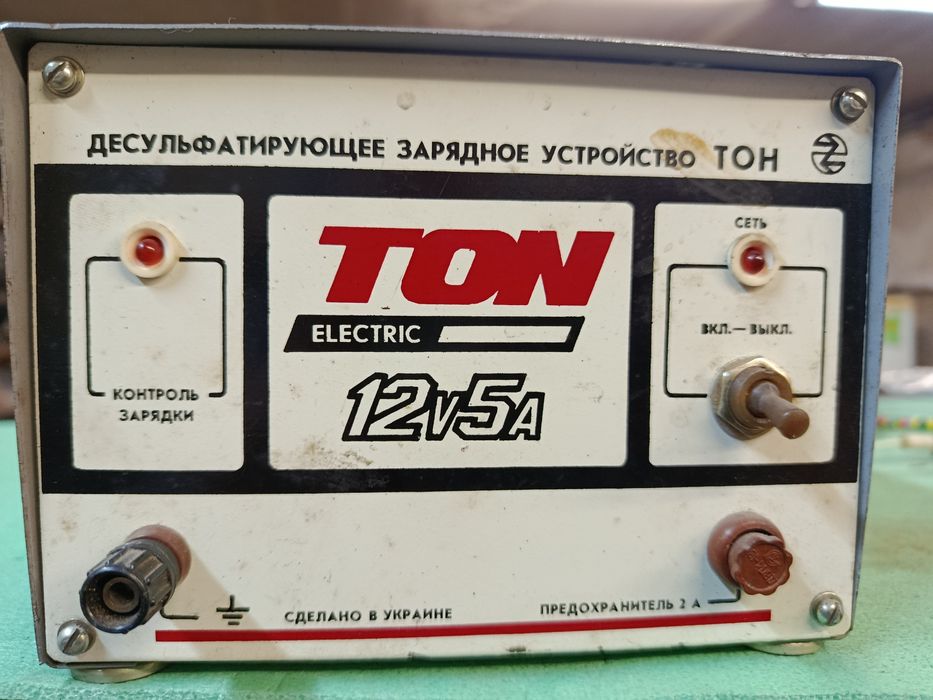 ДЕСУЛЬФАТИРУЮЩЕЕ ЗАРЯДНОЕ УСТРОЙСТВО ТОН
TON
ELECTRIC
12V5A
КОНТРОЛЬ
ЗАРЯДКИ
СЕТЬ
ВКЛ.—ВЫКЛ.
СДЕЛАНО В УКРАИНЕ
ПРЕДОХРАНИТЕЛЬ 2 А